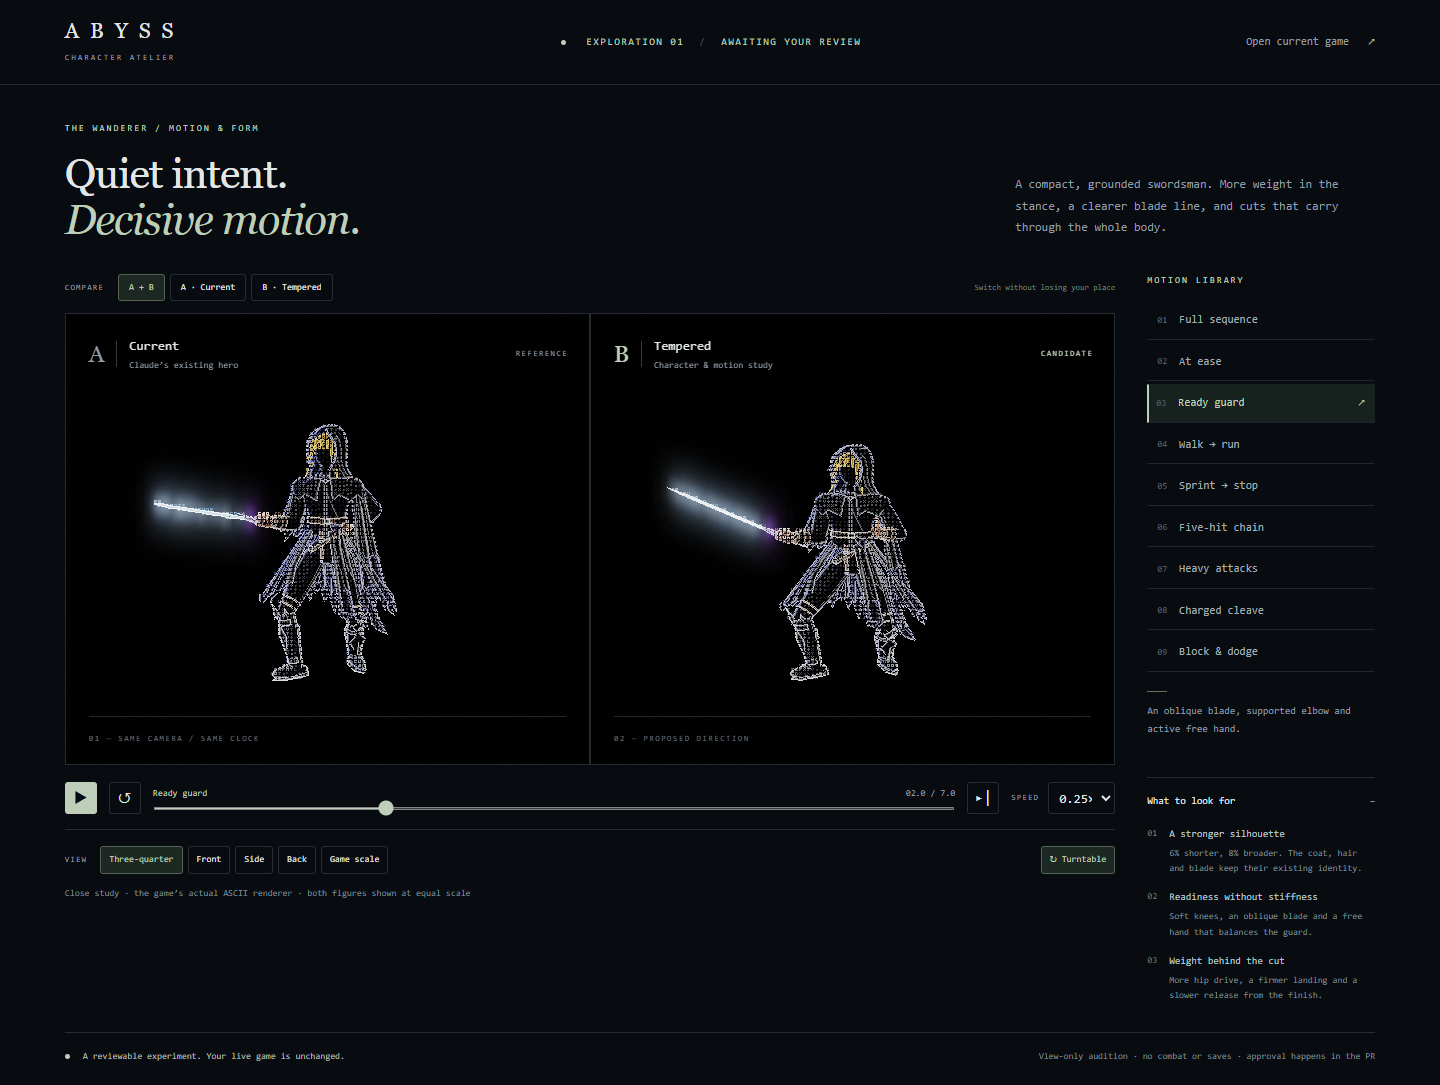 ABYSS
CHARACTER ATELIER
EXPLORATION 01 / AWAITING YOUR REVIEW
Open current game ↗
THE WANDERER / MOTION & FORM
Quiet intent.
Decisive motion.
A compact, grounded swordsman. More weight in the
stance, a clearer blade line, and cuts that carry
through the whole body.
COMPARE
A + B
A · Current
B · Tempered
Switch without losing your place
A
Current
Claude's existing hero
REFERENCE
B
Tempered
Character & motion study
CANDIDATE
01 — SAME CAMERA / SAME CLOCK
02 — PROPOSED DIRECTION
Ready guard
02.0 / 7.0
SPEED
0.25×
VIEW
Three-quarter
Front
Side
Back
Game scale
↻ Turntable
Close study · the game's actual ASCII renderer · both figures shown at equal scale
MOTION LIBRARY
01 Full sequence
02 At ease
03 Ready guard ↗
04 Walk → run
05 Sprint → stop
06 Five-hit chain
07 Heavy attacks
08 Charged cleave
09 Block & dodge
An oblique blade, supported elbow and
active free hand.
What to look for −
01 A stronger silhouette
6% shorter, 8% broader. The coat, hair
and blade keep their existing identity.
02 Readiness without stiffness
Soft knees, an oblique blade and a free
hand that balances the guard.
03 Weight behind the cut
More hip drive, a firmer landing and a
slower release from the finish.
A reviewable experiment. Your live game is unchanged.
View-only audition · no combat or saves · approval happens in the PR